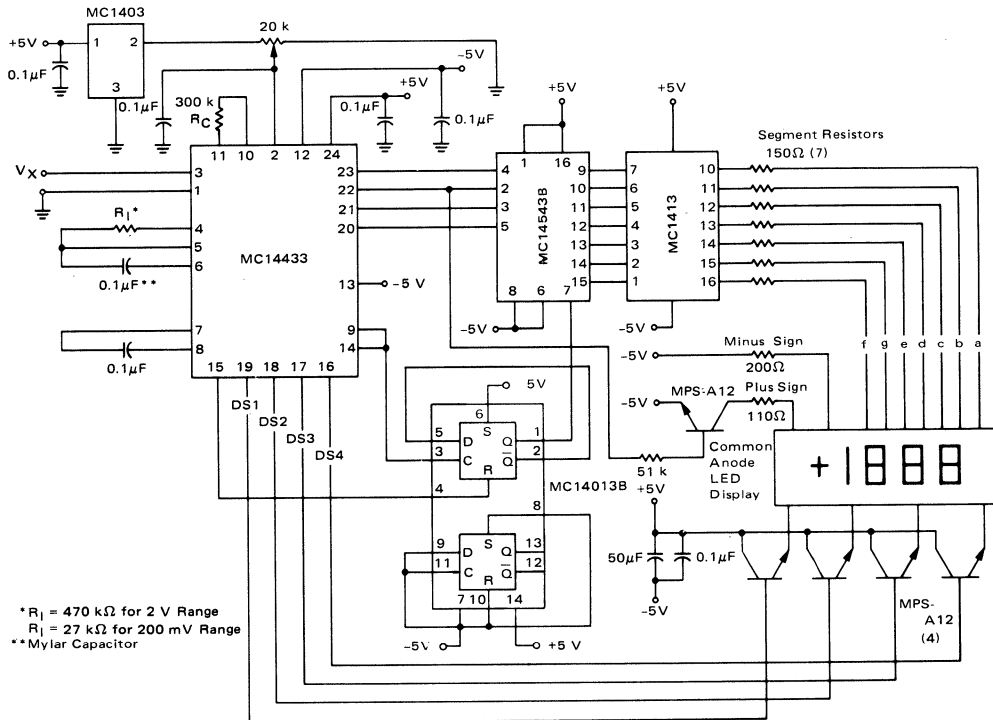 MC1403
+5V
1
2
3
0.1μF
20 k
-5V
+5V
0.1μF
0.1μF
0.1μF
300 k
RC
11 10 2 12 24
VX
3
1
RI*
4
5
6
0.1μF**
7
8
0.1μF
MC14433
23
22
21
20
13
-5 V
9
14
15 19 18 17 16
DS1
DS2
DS3
DS4
+5V
1 16
4
2
3
5
MC14543B
9
10
11
12
13
14
15
8 6 7
-5V
+5V
7
6
5
4
3
2
1
MC1413
10
11
12
13
14
15
16
-5V
Segment Resistors
150Ω (7)
f g e d c b a
Minus Sign
-5V
200Ω
MPS-A12
Plus Sign
-5V
110Ω
51 k
Common
Anode
LED
Display
+1888
5V
6
5
3
D
C
S
R
Q
Q̅
1
2
4
MC14013B
8
9
11
D
C
S
R
Q
Q̅
13
12
7 10 14
-5V
+5 V
+5V
50μF
0.1μF
-5V
MPS-
A12
(4)
*RI = 470 kΩ for 2 V Range
RI = 27 kΩ for 200 mV Range
**Mylar Capacitor